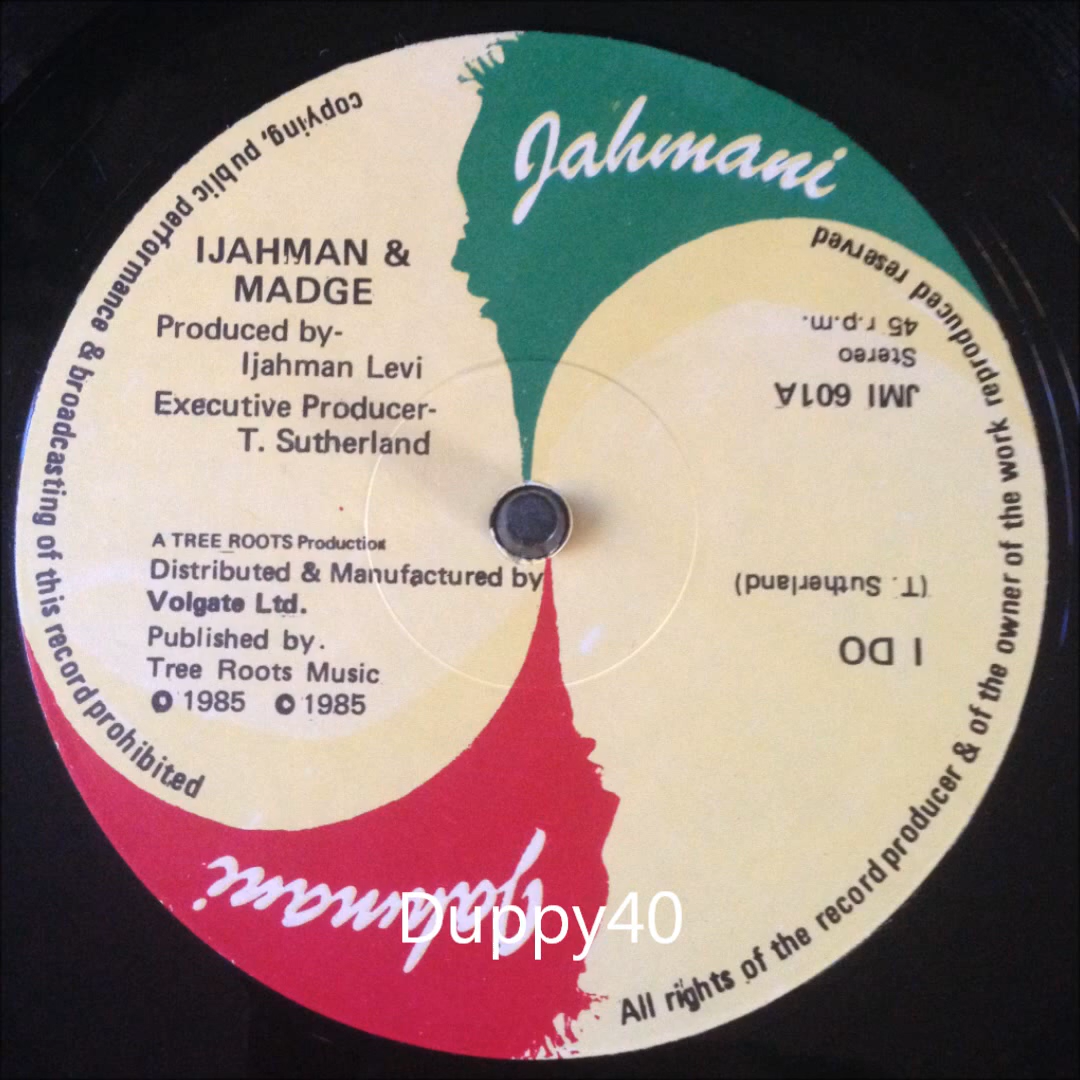 Jahmani
IJAHMAN &
MADGE
Produced by-
Ijahman Levi
Executive Producer-
T. Sutherland
A TREE ROOTS Production
Distributed & Manufactured by
Volgate Ltd.
Published by.
Tree Roots Music
℗ 1985 © 1985
I DO
(T. Sutherland)
JMI 601A
Stereo
45 r.p.m.
Jahmani
All rights of the record producer & of the owner of the work reproduced reserved
copying, public performance & broadcasting of this record prohibited
Duppy40